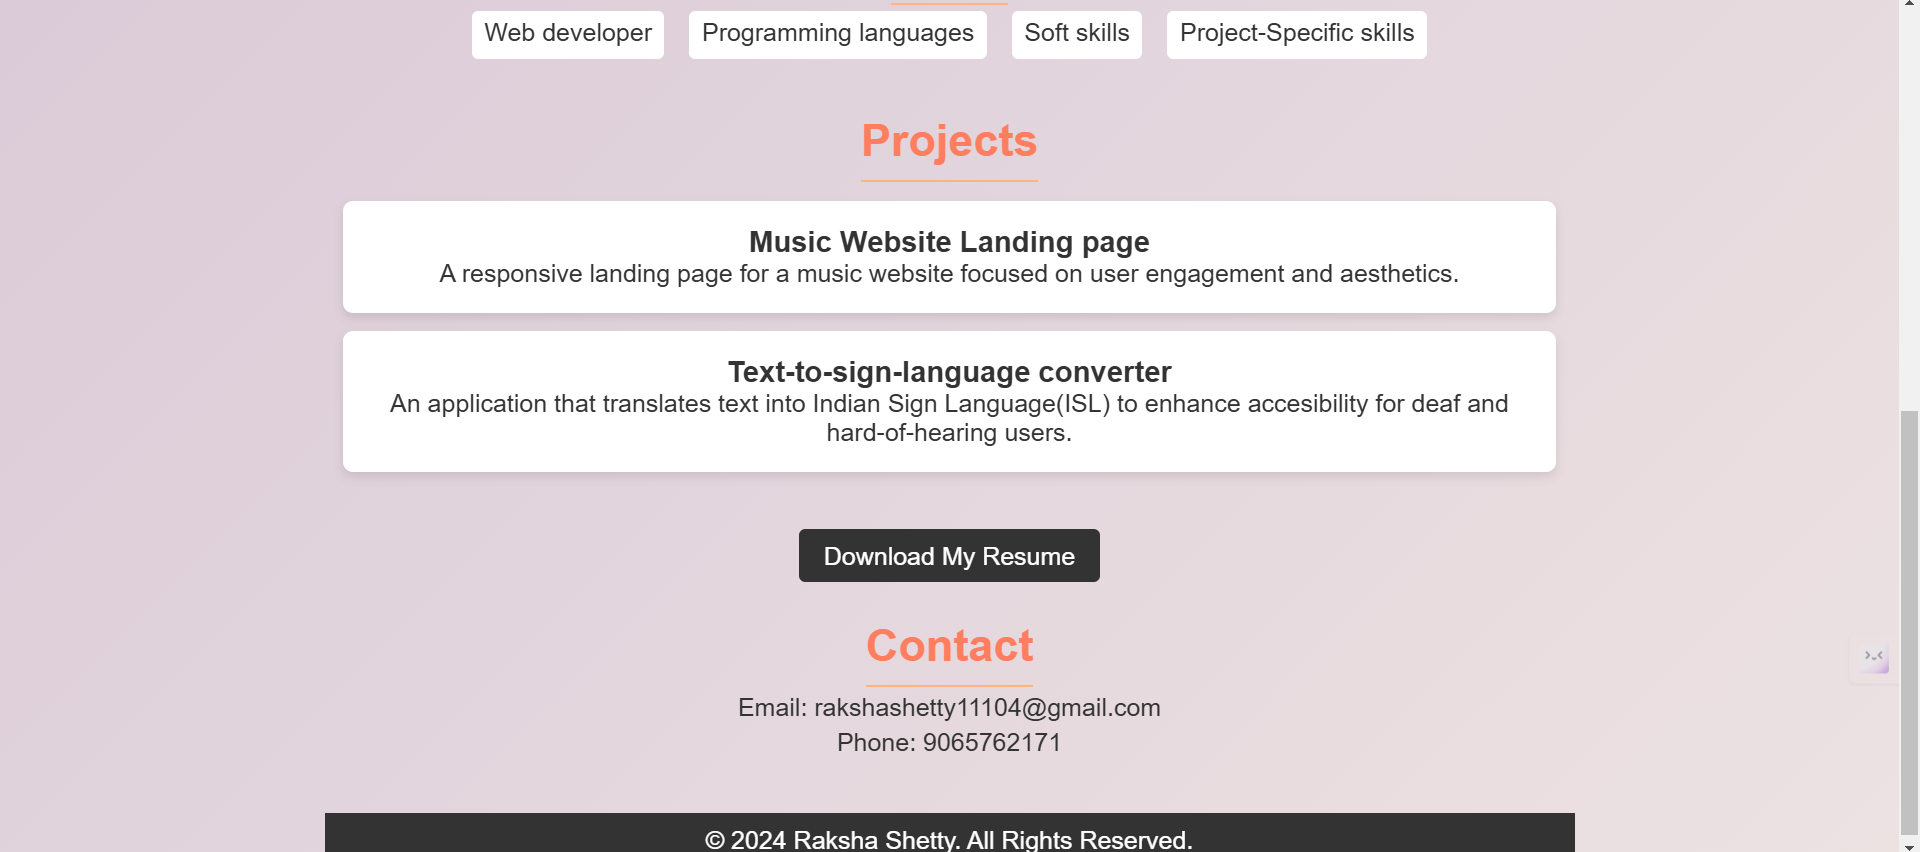 Web developer Programming languages Soft skills Project-Specific skills
Projects
Music Website Landing page
A responsive landing page for a music website focused on user engagement and aesthetics.
Text-to-sign-language converter
An application that translates text into Indian Sign Language(ISL) to enhance accesibility for deaf and
hard-of-hearing users.
Download My Resume
Contact
Email: rakshashetty11104@gmail.com
Phone: 9065762171
© 2024 Raksha Shetty. All Rights Reserved.